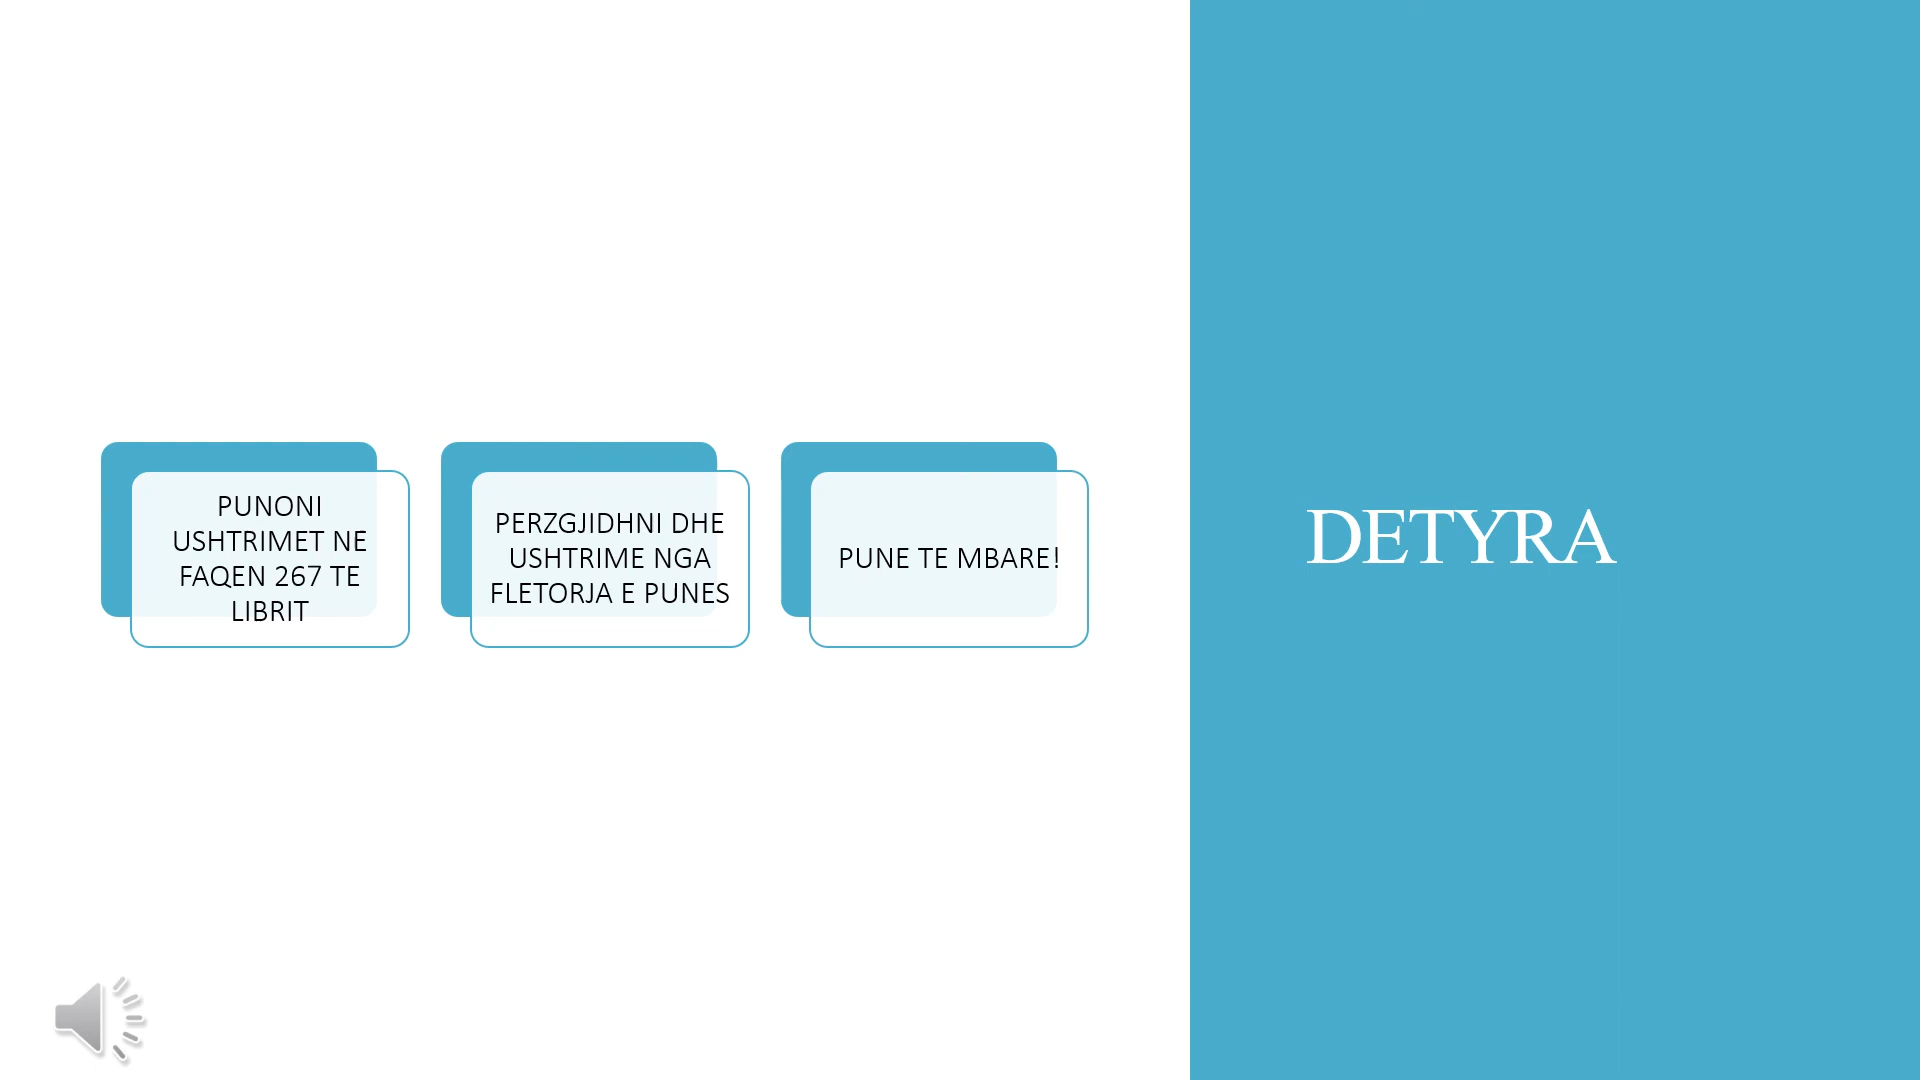 PUNONI
USHTRIMET NE
FAQEN 267 TE
LIBRIT
PERZGJIDHNI DHE
USHTRIME NGA
FLETORJA E PUNES
PUNE TE MBARE!
DETYRA